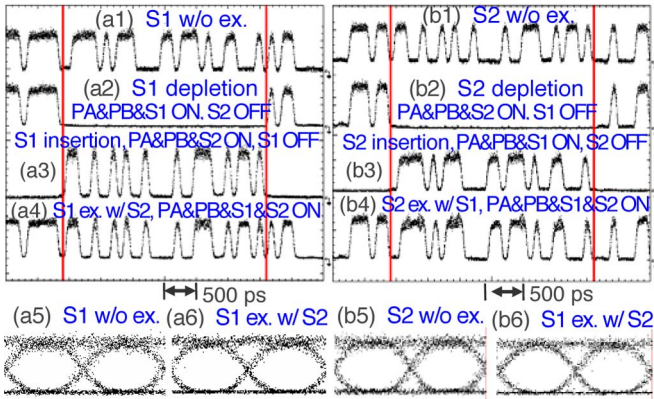 (a1) S1 w/o ex.
(a2) S1 depletion
PA&PB&S1 ON. S2 OFF
S1 insertion, PA&PB&S2 ON, S1 OFF
(a3)
(a4) S1 ex. w/S2, PA&PB&S1&S2 ON
500 ps
(b1) S2 w/o ex.
(b2) S2 depletion
PA&PB&S2 ON. S1 OFF
S2 insertion, PA&PB&S1 ON, S2 OFF
(b3)
(b4) S2 ex. w/S1, PA&PB&S1&S2 ON
500 ps
(a5) S1 w/o ex. (a6) S1 ex. w/ S2
(b5) S2 w/o ex. (b6) S1 ex. w/ S2